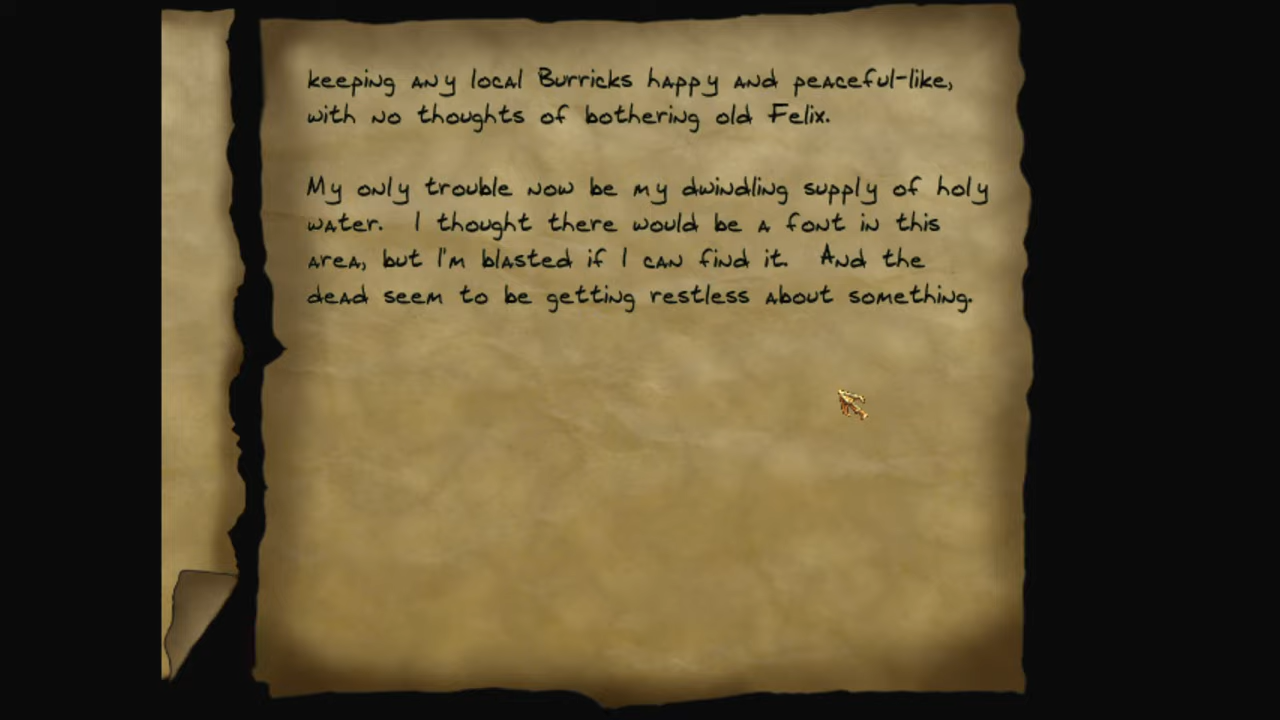 keeping any local Burricks happy and peaceful-like,
with no thoughts of bothering old Felix.
My only trouble now be my dwindling supply of holy
water. I thought there would be a font in this
area, but I'm blasted if I can find it. And the
dead seem to be getting restless about something.